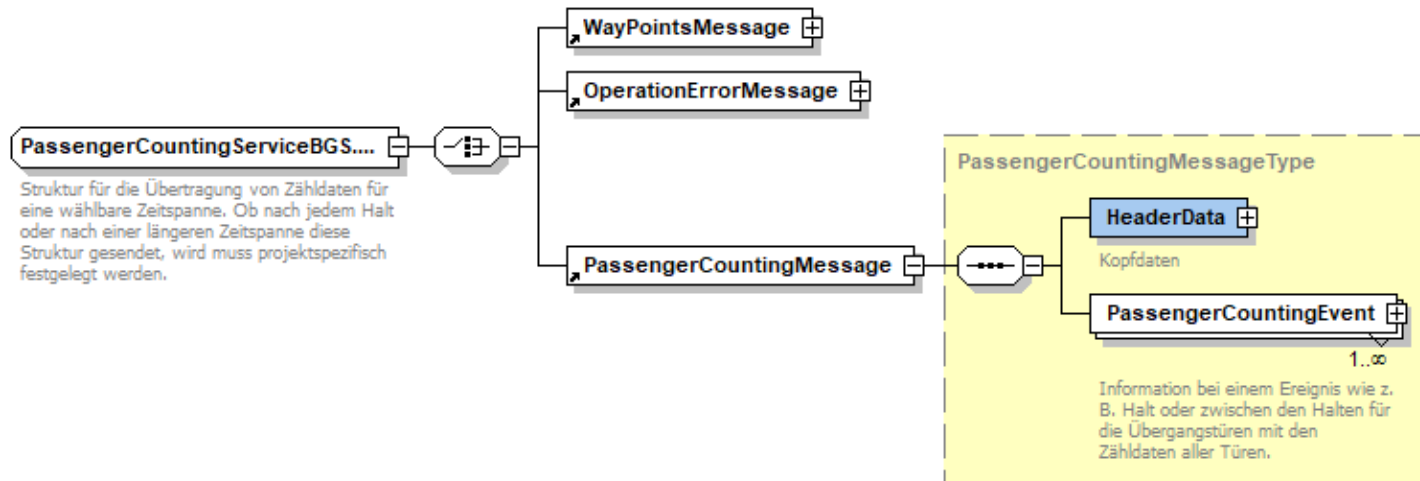 WayPointsMessage
OperationErrorMessage
PassengerCountingServiceBGS....
Struktur für die Übertragung von Zähldaten für
eine wählbare Zeitspanne. Ob nach jedem Halt
oder nach einer längeren Zeitspanne diese
Struktur gesendet, wird muss projektspezifisch
festgelegt werden.
PassengerCountingMessage
PassengerCountingMessageType
HeaderData
Kopfdaten
PassengerCountingEvent
1..∞
Information bei einem Ereignis wie z.
B. Halt oder zwischen den Halten für
die Übergangstüren mit den
Zähldaten aller Türen.